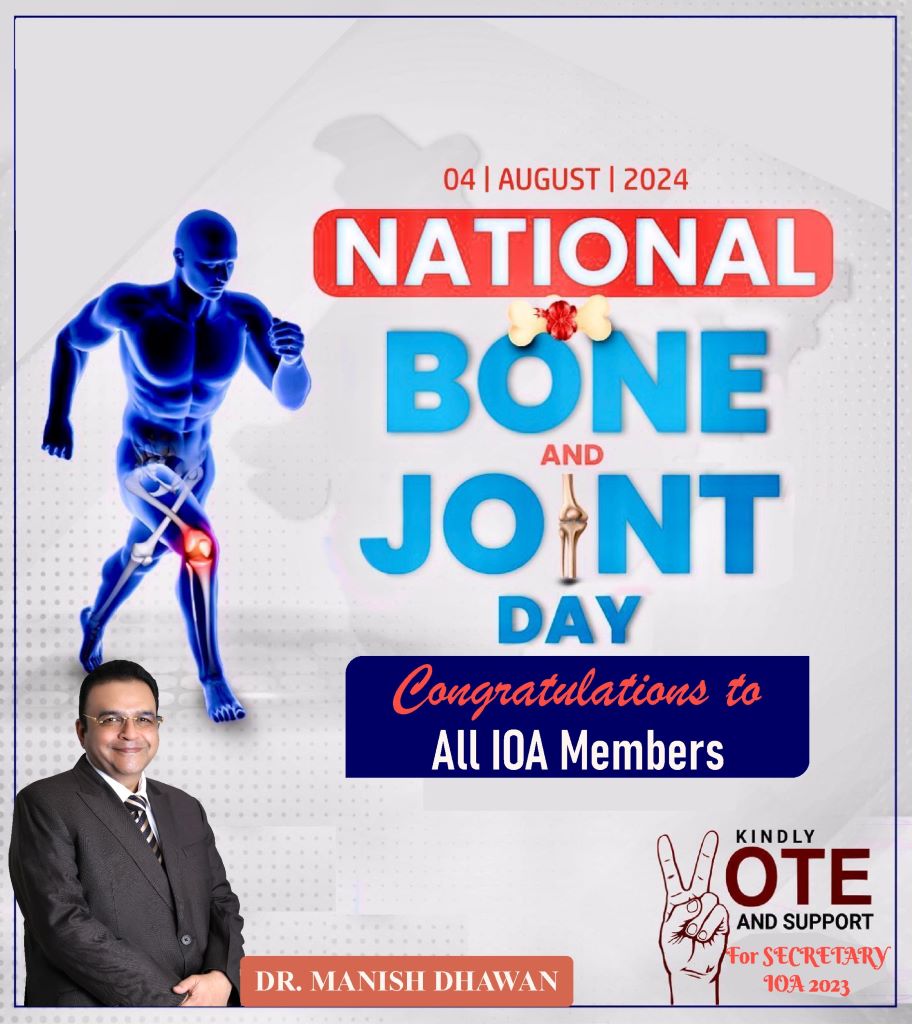 04 | AUGUST | 2024
NATIONAL
BONE
AND
JOINT
DAY
Congratulations to
All IOA Members
KINDLY
VOTE
AND SUPPORT
For SECRETARY
IOA 2023
DR. MANISH DHAWAN